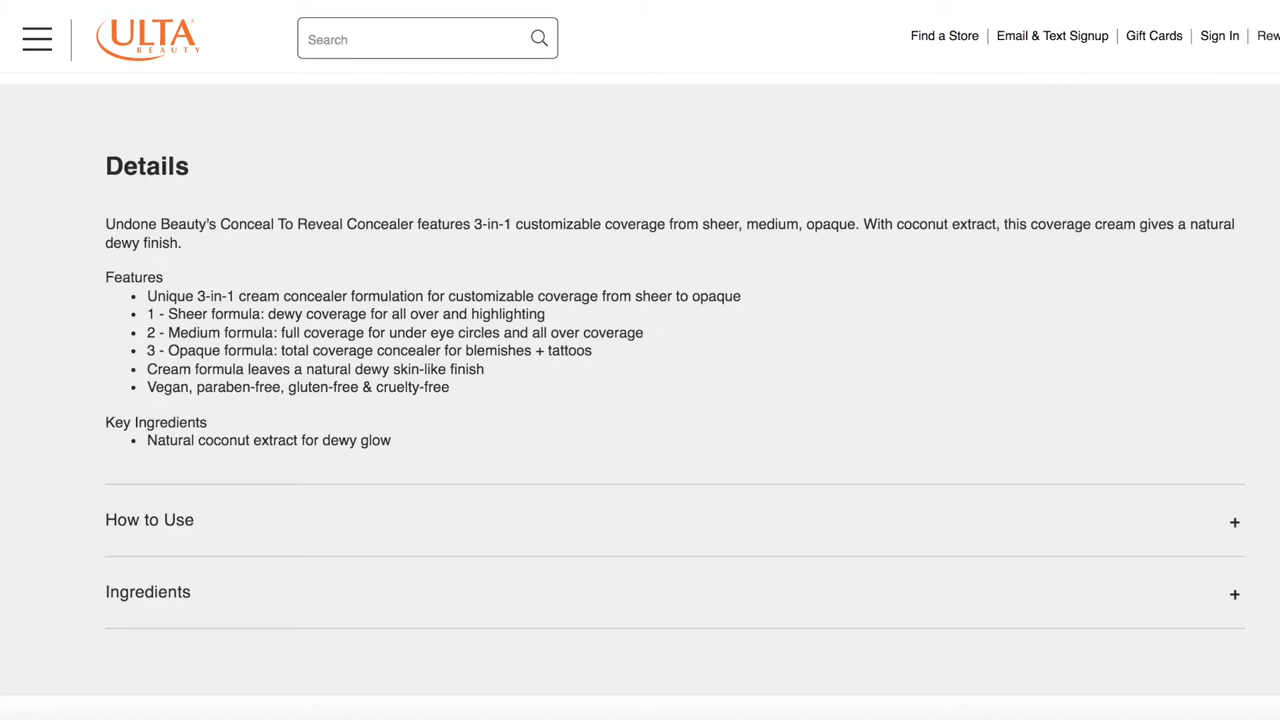 ULTA
BEAUTY
Search
Find a Store | Email & Text Signup | Gift Cards | Sign In | Rew
Details
Undone Beauty's Conceal To Reveal Concealer features 3-in-1 customizable coverage from sheer, medium, opaque. With coconut extract, this coverage cream gives a natural
dewy finish.
Features
• Unique 3-in-1 cream concealer formulation for customizable coverage from sheer to opaque
• 1 - Sheer formula: dewy coverage for all over and highlighting
• 2 - Medium formula: full coverage for under eye circles and all over coverage
• 3 - Opaque formula: total coverage concealer for blemishes + tattoos
• Cream formula leaves a natural dewy skin-like finish
• Vegan, paraben-free, gluten-free & cruelty-free
Key Ingredients
• Natural coconut extract for dewy glow
How to Use +
Ingredients +